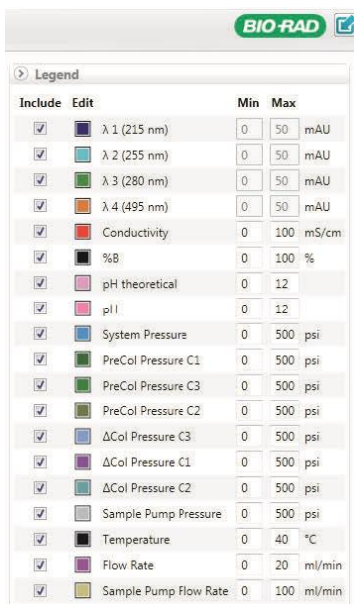 BIO-RAD
Legend
Include Edit Min Max
λ 1 (215 nm) 0 50 mAU
λ 2 (255 nm) 0 50 mAU
λ 3 (280 nm) 0 50 mAU
λ 4 (495 nm) 0 50 mAU
Conductivity 0 100 mS/cm
%B 0 100 %
pH theoretical 0 12
pH 0 12
System Pressure 0 500 psi
PreCol Pressure C1 0 500 psi
PreCol Pressure C3 0 500 psi
PreCol Pressure C2 0 500 psi
ΔCol Pressure C3 0 500 psi
ΔCol Pressure C1 0 500 psi
ΔCol Pressure C2 0 500 psi
Sample Pump Pressure 0 500 psi
Temperature 0 40 °C
Flow Rate 0 20 ml/min
Sample Pump Flow Rate 0 100 ml/min